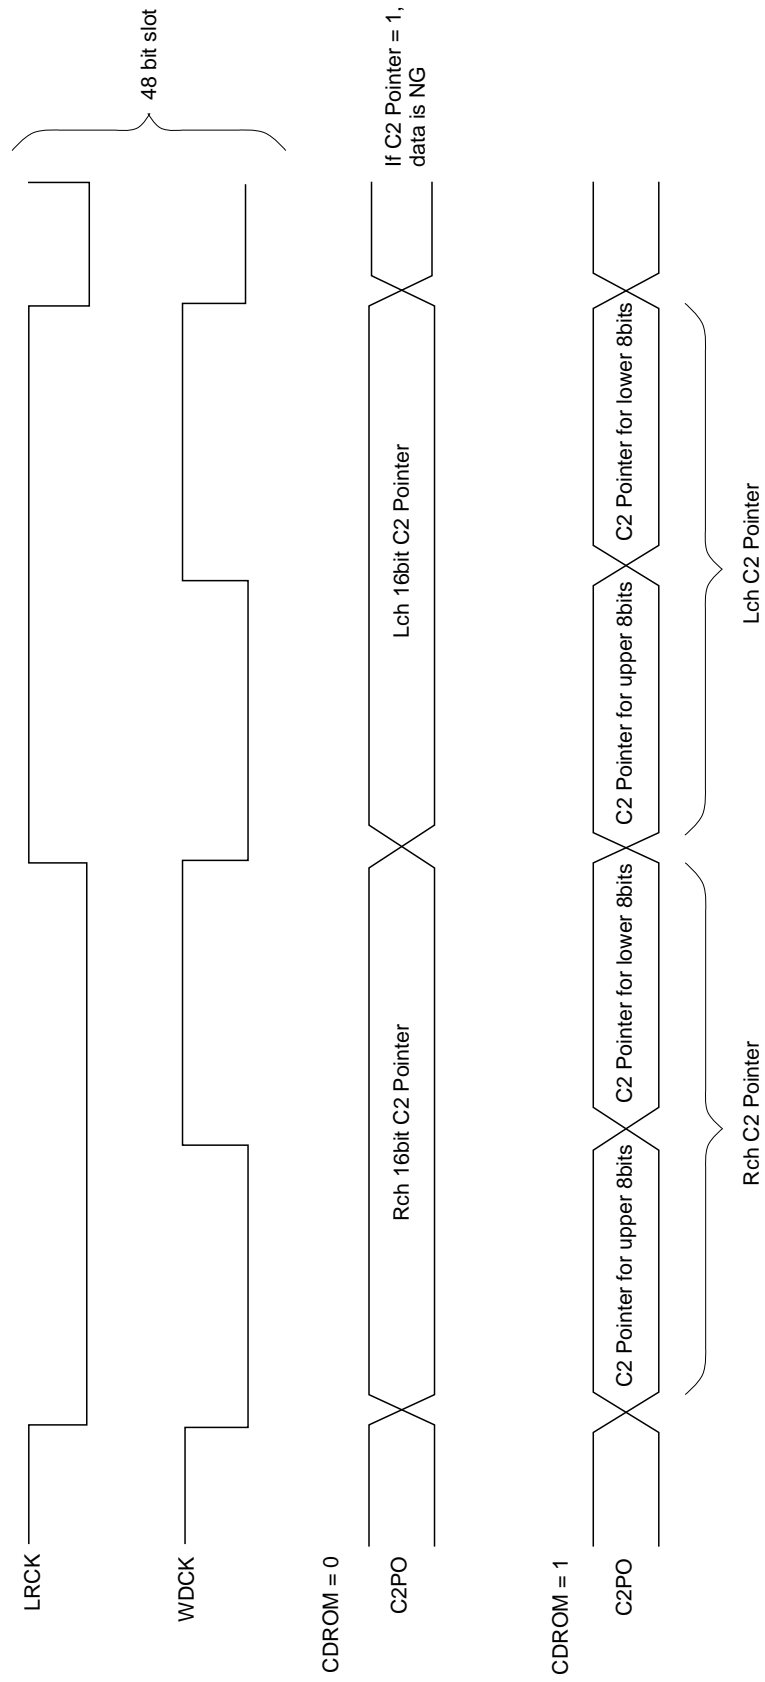 LRCK
WDCK
48 bit slot
CDROM = 0
C2PO
Rch 16bit C2 Pointer
Lch 16bit C2 Pointer
If C2 Pointer = 1,
data is NG
CDROM = 1
C2PO
C2 Pointer for upper 8bits
C2 Pointer for lower 8bits
C2 Pointer for upper 8bits
C2 Pointer for lower 8bits
Rch C2 Pointer
Lch C2 Pointer